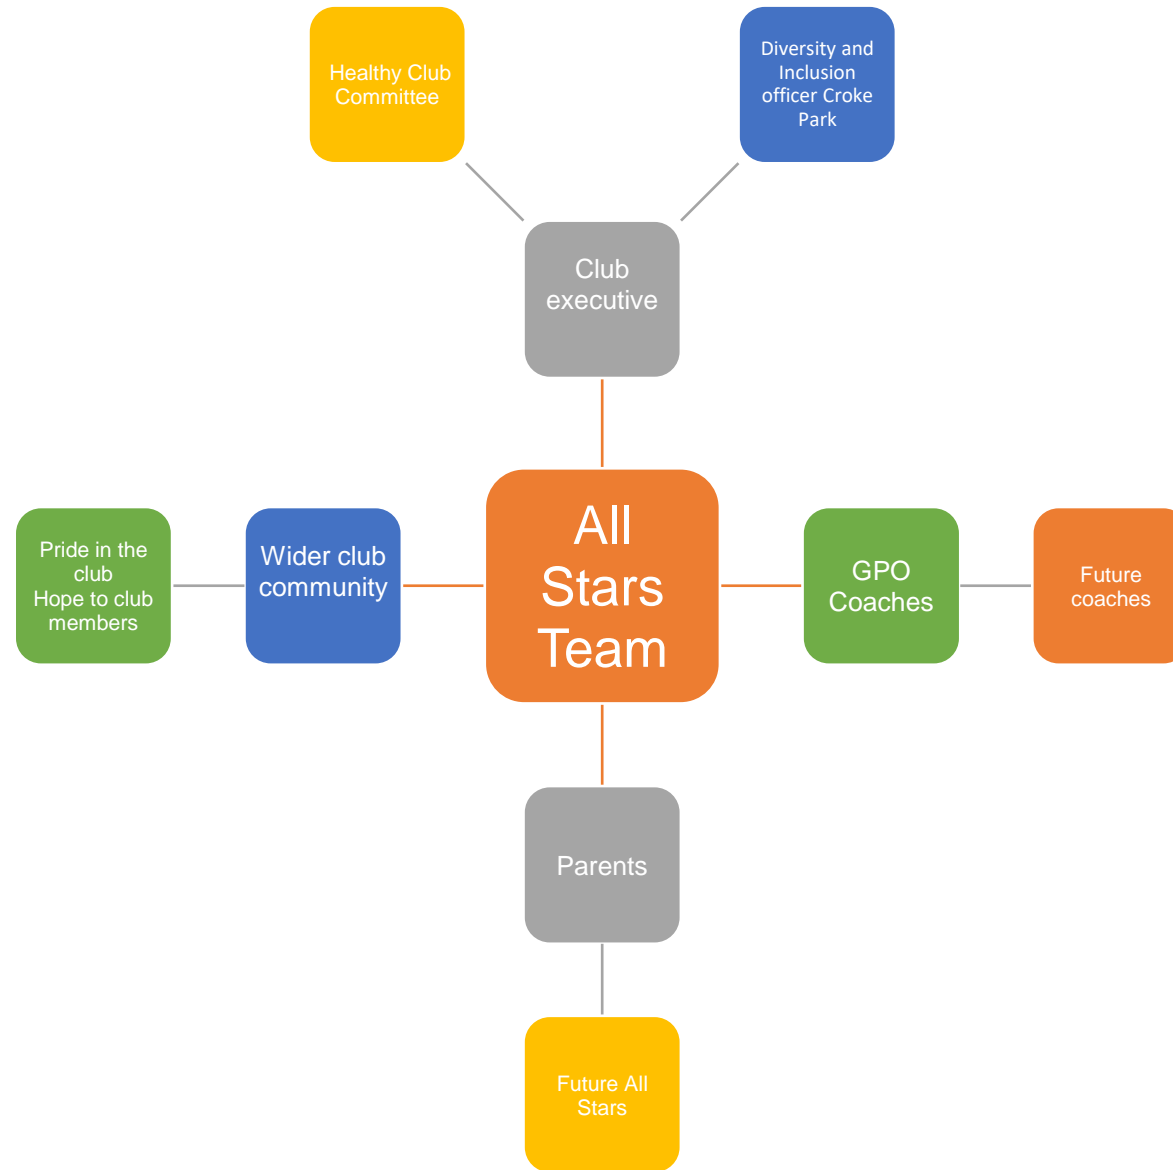 Healthy Club
Committee
Diversity and
Inclusion
officer Croke
Park
Club
executive
Pride in the
club
Hope to club
members
Wider club
community
All
Stars
Team
GPO
Coaches
Future
coaches
Parents
Future All
Stars